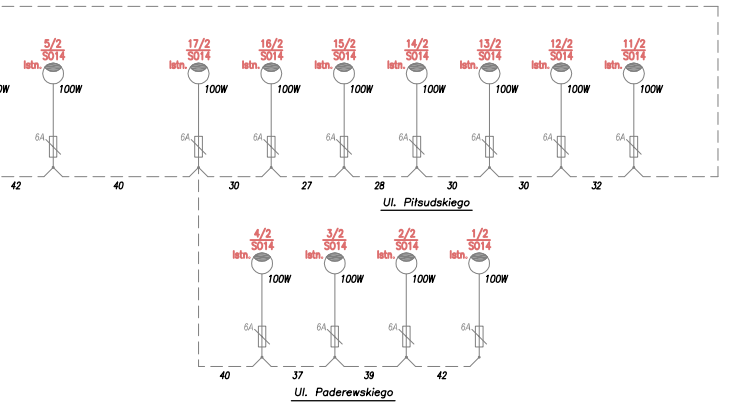 5/2 17/2 16/2 15/2 14/2 13/2 12/2 11/2
S014 S014 S014 S014 S014 S014 S014 S014
Istn. Istn. Istn. Istn. Istn. Istn. Istn. Istn.
100W 100W 100W 100W 100W 100W 100W 100W
6A 6A 6A 6A 6A 6A 6A 6A
42 40 30 27 28 30 30 32
Ul. Piłsudskiego
4/2 3/2 2/2 1/2
S014 S014 S014 S014
Istn. Istn. Istn. Istn.
100W 100W 100W 100W
6A 6A 6A 6A
40 37 39 42
Ul. Paderewskiego